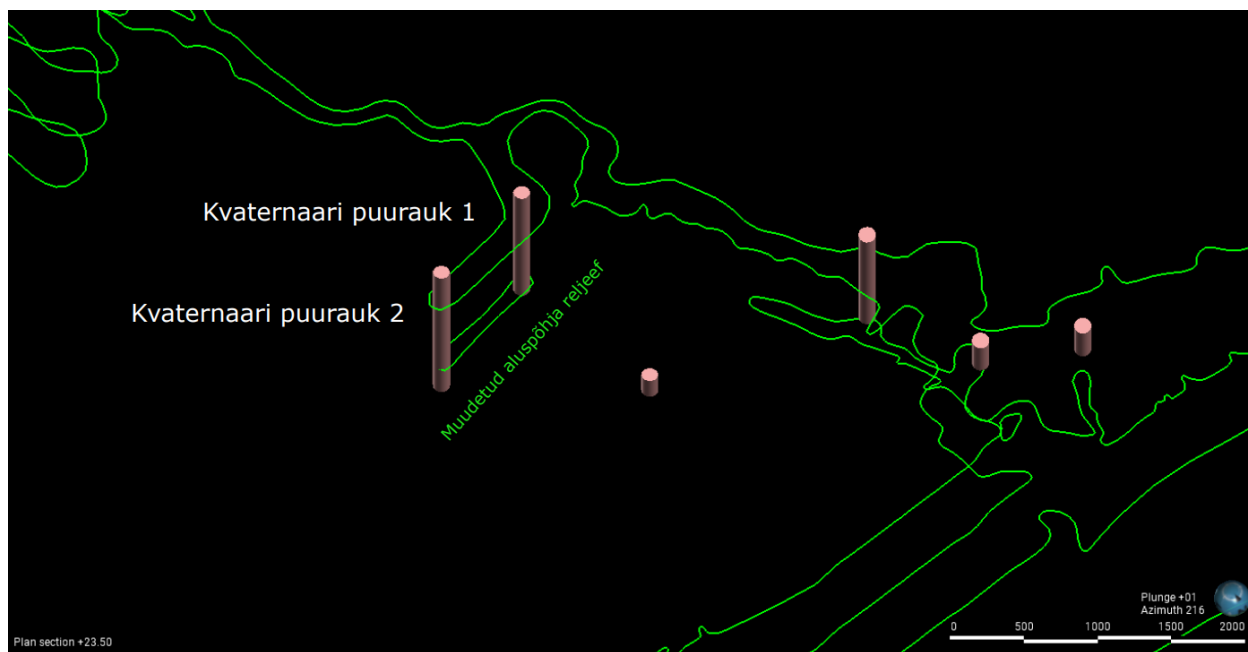 Kvaternaari puurauk 1
Kvaternaari puurauk 2
Muudetud aluspõhja reljeef
Plunge +01
Azimuth 216
0 500 1000 1500 2000
Plan section +23.50